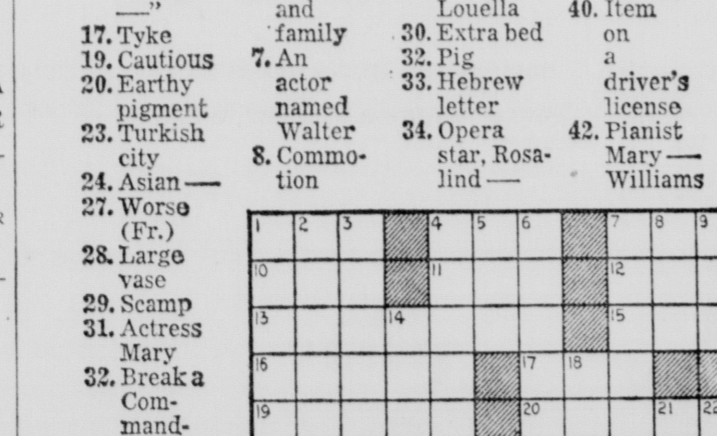 —”
17. Tyke
19. Cautious
20. Earthy
pigment
23. Turkish
city
24. Asian —
27. Worse
(Fr.)
28. Large
vase
29. Scamp
31. Actress
Mary
32. Break a
Com-
mand-
and
family
7. An
actor
named
Walter
8. Commo-
tion
Louella
30. Extra bed
32. Pig
33. Hebrew
letter
34. Opera
star, Rosa-
lind —
40. Item
on
a
driver's
license
42. Pianist
Mary —
Williams
1 2 3 4 5 6 7 8 9
10 11 12
13 14 15
16 17 18
19 20 21 22